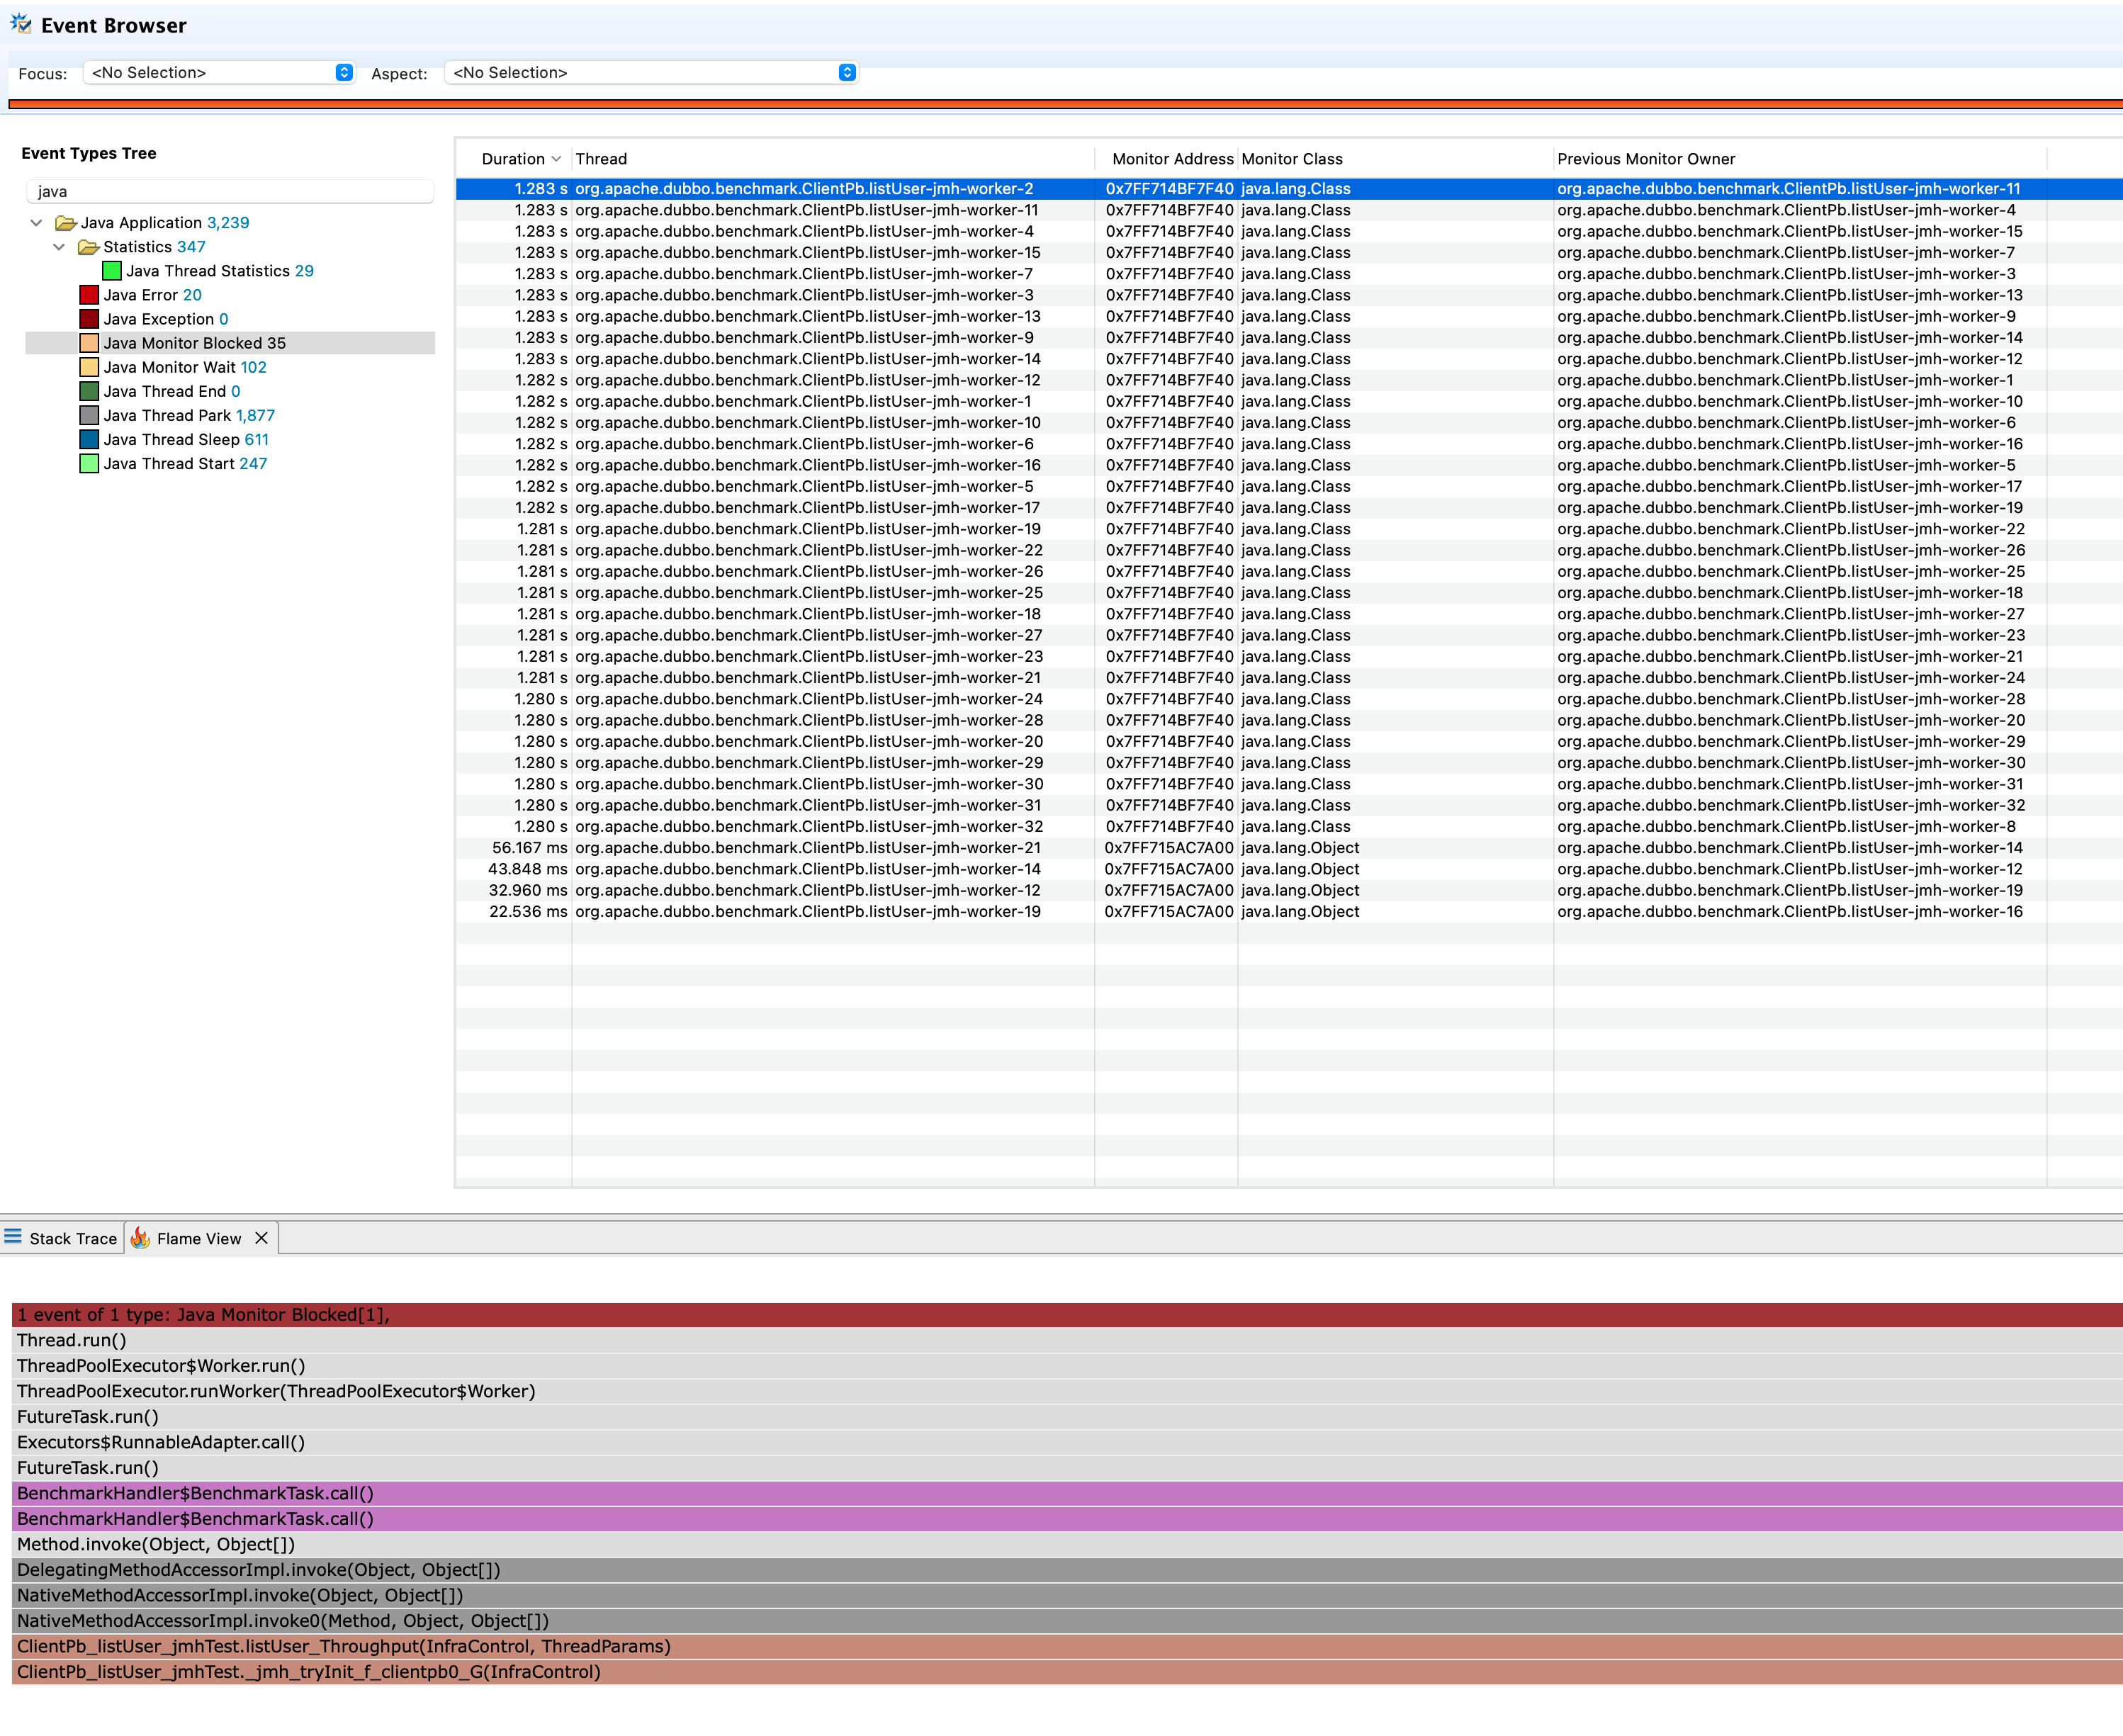 Event Browser
Focus: <No Selection> Aspect: <No Selection>
Event Types Tree
java
Java Application 3,239
Statistics 347
Java Thread Statistics 29
Java Error 20
Java Exception 0
Java Monitor Blocked 35
Java Monitor Wait 102
Java Thread End 0
Java Thread Park 1,877
Java Thread Sleep 611
Java Thread Start 247
Duration Thread Monitor Address Monitor Class Previous Monitor Owner
1.283 s org.apache.dubbo.benchmark.ClientPb.listUser-jmh-worker-2 0x7FF714BF7F40 java.lang.Class org.apache.dubbo.benchmark.ClientPb.listUser-jmh-worker-11
1.283 s org.apache.dubbo.benchmark.ClientPb.listUser-jmh-worker-11 0x7FF714BF7F40 java.lang.Class org.apache.dubbo.benchmark.ClientPb.listUser-jmh-worker-4
1.283 s org.apache.dubbo.benchmark.ClientPb.listUser-jmh-worker-4 0x7FF714BF7F40 java.lang.Class org.apache.dubbo.benchmark.ClientPb.listUser-jmh-worker-15
1.283 s org.apache.dubbo.benchmark.ClientPb.listUser-jmh-worker-15 0x7FF714BF7F40 java.lang.Class org.apache.dubbo.benchmark.ClientPb.listUser-jmh-worker-7
1.283 s org.apache.dubbo.benchmark.ClientPb.listUser-jmh-worker-7 0x7FF714BF7F40 java.lang.Class org.apache.dubbo.benchmark.ClientPb.listUser-jmh-worker-3
1.283 s org.apache.dubbo.benchmark.ClientPb.listUser-jmh-worker-3 0x7FF714BF7F40 java.lang.Class org.apache.dubbo.benchmark.ClientPb.listUser-jmh-worker-13
1.283 s org.apache.dubbo.benchmark.ClientPb.listUser-jmh-worker-13 0x7FF714BF7F40 java.lang.Class org.apache.dubbo.benchmark.ClientPb.listUser-jmh-worker-9
1.283 s org.apache.dubbo.benchmark.ClientPb.listUser-jmh-worker-9 0x7FF714BF7F40 java.lang.Class org.apache.dubbo.benchmark.ClientPb.listUser-jmh-worker-14
1.283 s org.apache.dubbo.benchmark.ClientPb.listUser-jmh-worker-14 0x7FF714BF7F40 java.lang.Class org.apache.dubbo.benchmark.ClientPb.listUser-jmh-worker-12
1.282 s org.apache.dubbo.benchmark.ClientPb.listUser-jmh-worker-12 0x7FF714BF7F40 java.lang.Class org.apache.dubbo.benchmark.ClientPb.listUser-jmh-worker-1
1.282 s org.apache.dubbo.benchmark.ClientPb.listUser-jmh-worker-1 0x7FF714BF7F40 java.lang.Class org.apache.dubbo.benchmark.ClientPb.listUser-jmh-worker-10
1.282 s org.apache.dubbo.benchmark.ClientPb.listUser-jmh-worker-10 0x7FF714BF7F40 java.lang.Class org.apache.dubbo.benchmark.ClientPb.listUser-jmh-worker-6
1.282 s org.apache.dubbo.benchmark.ClientPb.listUser-jmh-worker-6 0x7FF714BF7F40 java.lang.Class org.apache.dubbo.benchmark.ClientPb.listUser-jmh-worker-16
1.282 s org.apache.dubbo.benchmark.ClientPb.listUser-jmh-worker-16 0x7FF714BF7F40 java.lang.Class org.apache.dubbo.benchmark.ClientPb.listUser-jmh-worker-5
1.282 s org.apache.dubbo.benchmark.ClientPb.listUser-jmh-worker-5 0x7FF714BF7F40 java.lang.Class org.apache.dubbo.benchmark.ClientPb.listUser-jmh-worker-17
1.282 s org.apache.dubbo.benchmark.ClientPb.listUser-jmh-worker-17 0x7FF714BF7F40 java.lang.Class org.apache.dubbo.benchmark.ClientPb.listUser-jmh-worker-19
1.281 s org.apache.dubbo.benchmark.ClientPb.listUser-jmh-worker-19 0x7FF714BF7F40 java.lang.Class org.apache.dubbo.benchmark.ClientPb.listUser-jmh-worker-22
1.281 s org.apache.dubbo.benchmark.ClientPb.listUser-jmh-worker-22 0x7FF714BF7F40 java.lang.Class org.apache.dubbo.benchmark.ClientPb.listUser-jmh-worker-26
1.281 s org.apache.dubbo.benchmark.ClientPb.listUser-jmh-worker-26 0x7FF714BF7F40 java.lang.Class org.apache.dubbo.benchmark.ClientPb.listUser-jmh-worker-25
1.281 s org.apache.dubbo.benchmark.ClientPb.listUser-jmh-worker-25 0x7FF714BF7F40 java.lang.Class org.apache.dubbo.benchmark.ClientPb.listUser-jmh-worker-18
1.281 s org.apache.dubbo.benchmark.ClientPb.listUser-jmh-worker-18 0x7FF714BF7F40 java.lang.Class org.apache.dubbo.benchmark.ClientPb.listUser-jmh-worker-27
1.281 s org.apache.dubbo.benchmark.ClientPb.listUser-jmh-worker-27 0x7FF714BF7F40 java.lang.Class org.apache.dubbo.benchmark.ClientPb.listUser-jmh-worker-23
1.281 s org.apache.dubbo.benchmark.ClientPb.listUser-jmh-worker-23 0x7FF714BF7F40 java.lang.Class org.apache.dubbo.benchmark.ClientPb.listUser-jmh-worker-21
1.281 s org.apache.dubbo.benchmark.ClientPb.listUser-jmh-worker-21 0x7FF714BF7F40 java.lang.Class org.apache.dubbo.benchmark.ClientPb.listUser-jmh-worker-24
1.280 s org.apache.dubbo.benchmark.ClientPb.listUser-jmh-worker-24 0x7FF714BF7F40 java.lang.Class org.apache.dubbo.benchmark.ClientPb.listUser-jmh-worker-28
1.280 s org.apache.dubbo.benchmark.ClientPb.listUser-jmh-worker-28 0x7FF714BF7F40 java.lang.Class org.apache.dubbo.benchmark.ClientPb.listUser-jmh-worker-20
1.280 s org.apache.dubbo.benchmark.ClientPb.listUser-jmh-worker-20 0x7FF714BF7F40 java.lang.Class org.apache.dubbo.benchmark.ClientPb.listUser-jmh-worker-29
1.280 s org.apache.dubbo.benchmark.ClientPb.listUser-jmh-worker-29 0x7FF714BF7F40 java.lang.Class org.apache.dubbo.benchmark.ClientPb.listUser-jmh-worker-30
1.280 s org.apache.dubbo.benchmark.ClientPb.listUser-jmh-worker-30 0x7FF714BF7F40 java.lang.Class org.apache.dubbo.benchmark.ClientPb.listUser-jmh-worker-31
1.280 s org.apache.dubbo.benchmark.ClientPb.listUser-jmh-worker-31 0x7FF714BF7F40 java.lang.Class org.apache.dubbo.benchmark.ClientPb.listUser-jmh-worker-32
1.280 s org.apache.dubbo.benchmark.ClientPb.listUser-jmh-worker-32 0x7FF714BF7F40 java.lang.Class org.apache.dubbo.benchmark.ClientPb.listUser-jmh-worker-8
56.167 ms org.apache.dubbo.benchmark.ClientPb.listUser-jmh-worker-21 0x7FF715AC7A00 java.lang.Object org.apache.dubbo.benchmark.ClientPb.listUser-jmh-worker-14
43.848 ms org.apache.dubbo.benchmark.ClientPb.listUser-jmh-worker-14 0x7FF715AC7A00 java.lang.Object org.apache.dubbo.benchmark.ClientPb.listUser-jmh-worker-12
32.960 ms org.apache.dubbo.benchmark.ClientPb.listUser-jmh-worker-12 0x7FF715AC7A00 java.lang.Object org.apache.dubbo.benchmark.ClientPb.listUser-jmh-worker-19
22.536 ms org.apache.dubbo.benchmark.ClientPb.listUser-jmh-worker-19 0x7FF715AC7A00 java.lang.Object org.apache.dubbo.benchmark.ClientPb.listUser-jmh-worker-16
Stack Trace Flame View
1 event of 1 type: Java Monitor Blocked[1],
Thread.run()
ThreadPoolExecutor$Worker.run()
ThreadPoolExecutor.runWorker(ThreadPoolExecutor$Worker)
FutureTask.run()
Executors$RunnableAdapter.call()
FutureTask.run()
BenchmarkHandler$BenchmarkTask.call()
BenchmarkHandler$BenchmarkTask.call()
Method.invoke(Object, Object[])
DelegatingMethodAccessorImpl.invoke(Object, Object[])
NativeMethodAccessorImpl.invoke(Object, Object[])
NativeMethodAccessorImpl.invoke0(Method, Object, Object[])
ClientPb_listUser_jmhTest.listUser_Throughput(InfraControl, ThreadParams)
ClientPb_listUser_jmhTest._jmh_tryInit_f_clientpb0_G(InfraControl)